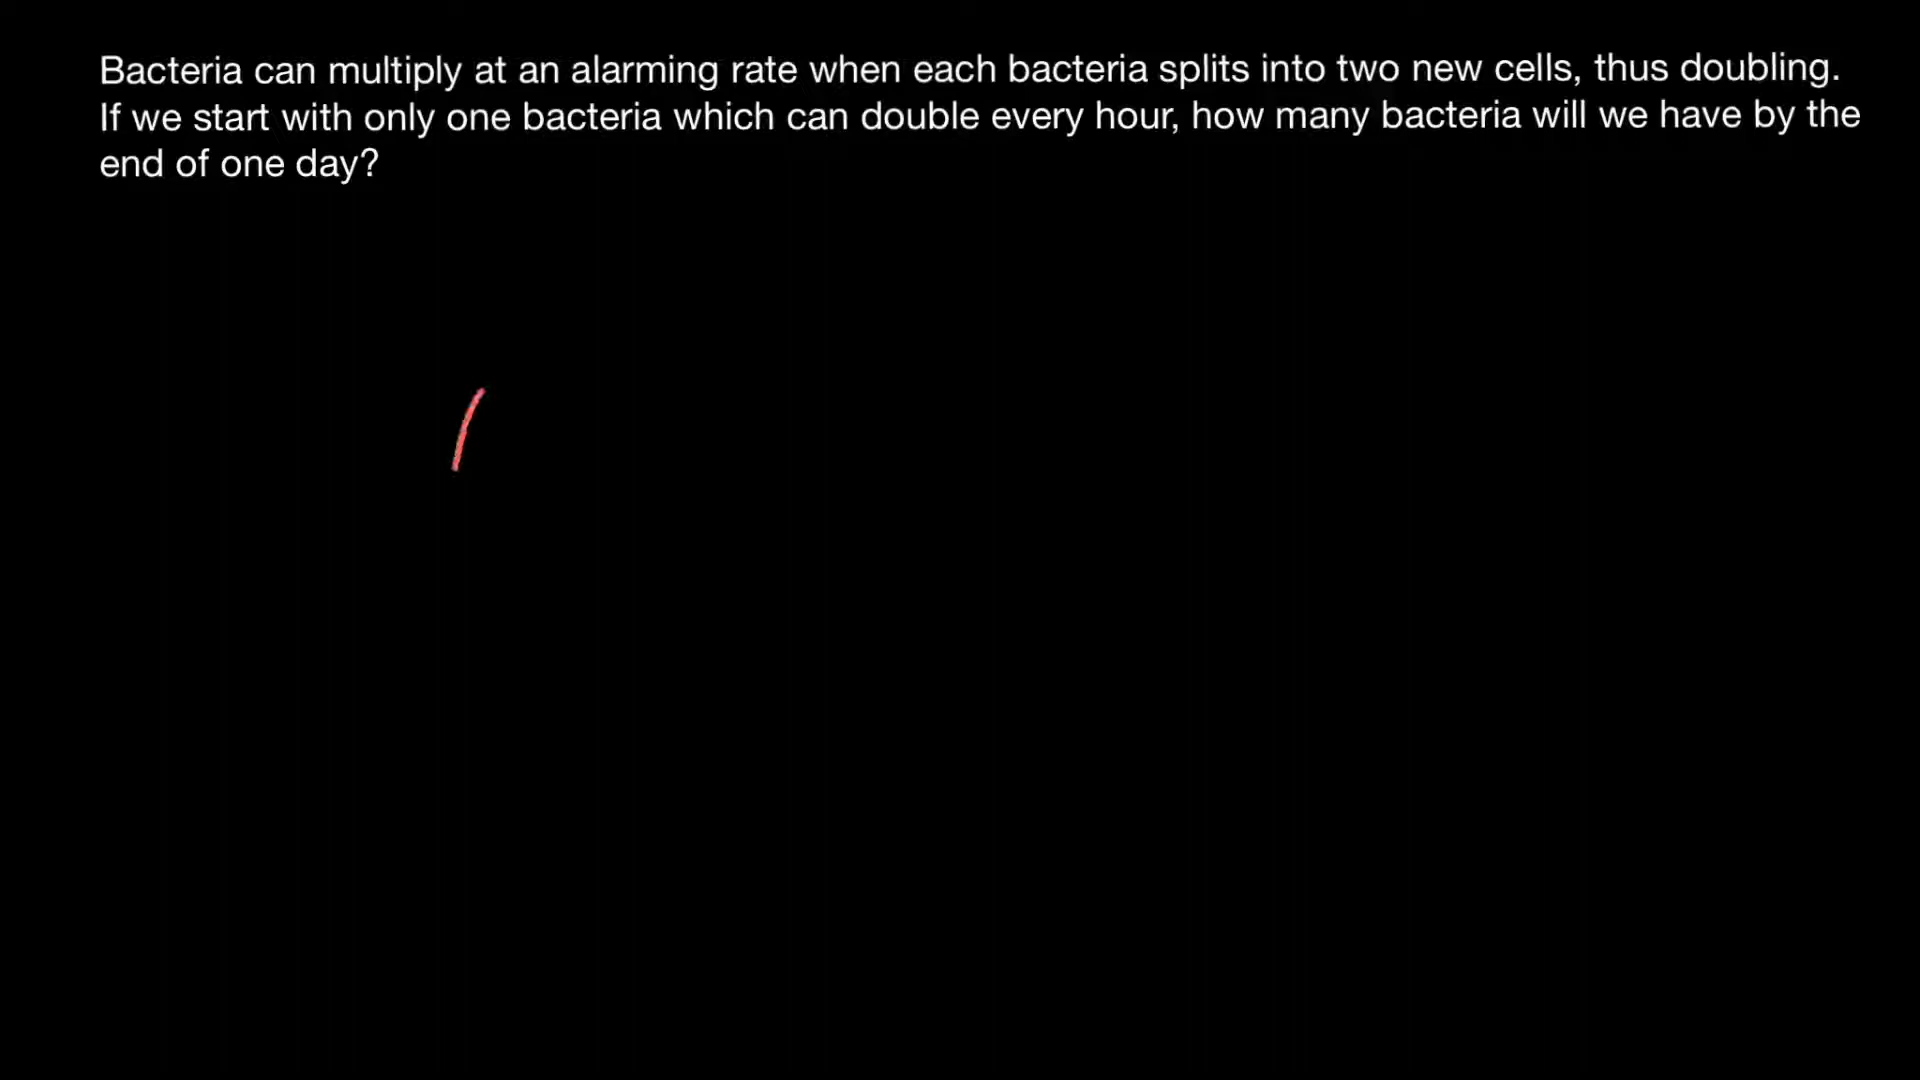 Bacteria can multiply at an alarming rate when each bacteria splits into two new cells, thus doubling.
If we start with only one bacteria which can double every hour, how many bacteria will we have by the
end of one day?